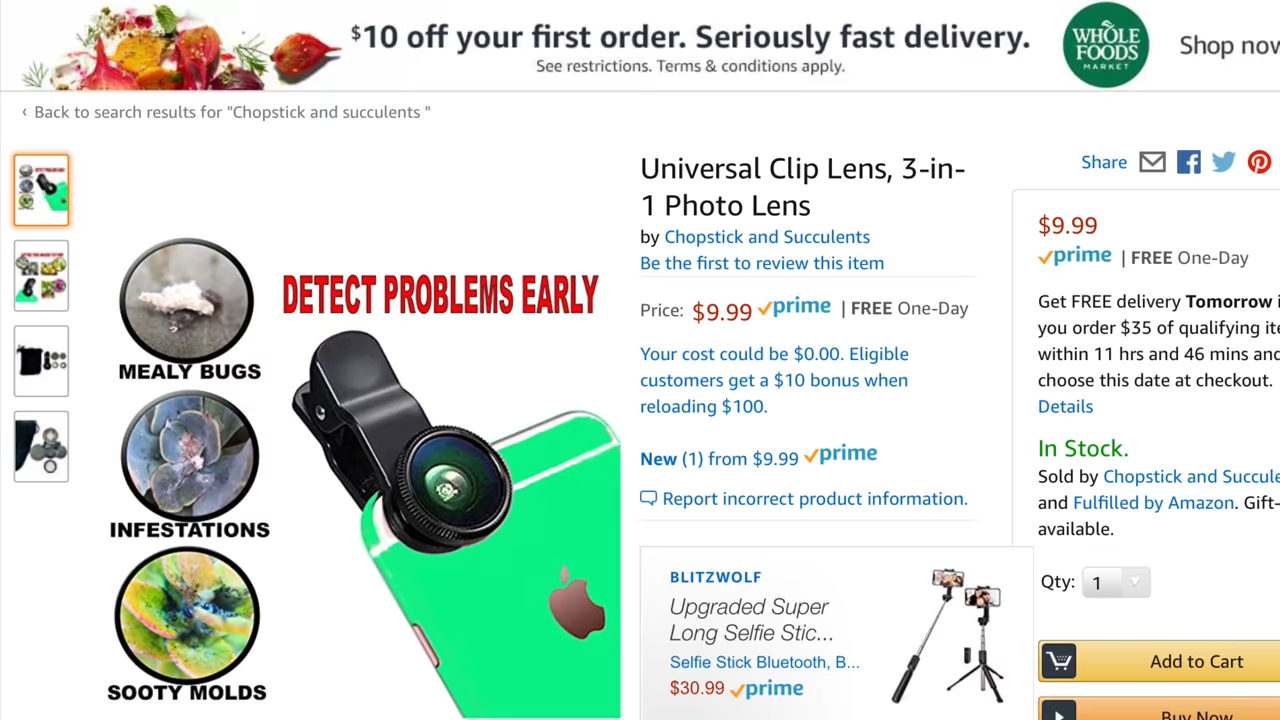 $10 off your first order. Seriously fast delivery.
See restrictions. Terms & conditions apply.
WHOLE
FOODS
MARKET
Shop now
‹ Back to search results for "Chopstick and succulents "
Universal Clip Lens, 3-in-
1 Photo Lens
by Chopstick and Succulents
Be the first to review this item
Price: $9.99 prime | FREE One-Day
Your cost could be $0.00. Eligible
customers get a $10 bonus when
reloading $100.
New (1) from $9.99 prime
Report incorrect product information.
DETECT PROBLEMS EARLY
MEALY BUGS
INFESTATIONS
SOOTY MOLDS
BLITZWOLF
Upgraded Super
Long Selfie Stic...
Selfie Stick Bluetooth, B...
$30.99 prime
Share
$9.99
prime | FREE One-Day
Get FREE delivery Tomorrow i
you order $35 of qualifying ite
within 11 hrs and 46 mins and
choose this date at checkout.
Details
In Stock.
Sold by Chopstick and Succule
and Fulfilled by Amazon. Gift-
available.
Qty: 1
Add to Cart
Buy Now